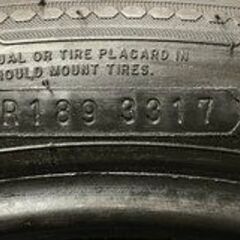 UAL OR TIRE PLACARD IN
HOULD MOUNT TIRES.
R189 3317